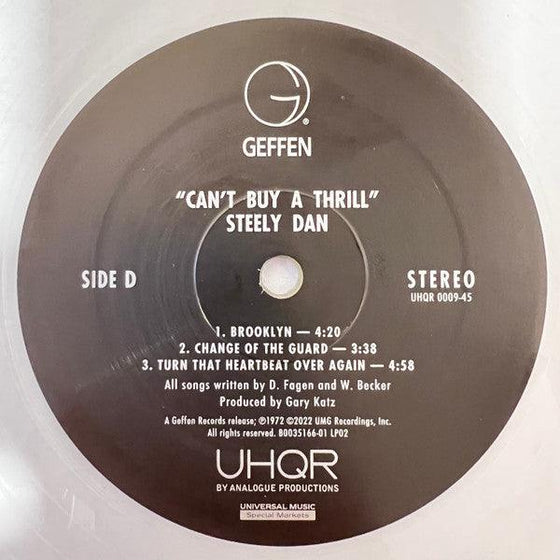 G®
GEFFEN
"CAN'T BUY A THRILL"
STEELY DAN
SIDE D
STEREO
UHQR 0009-45
1. BROOKLYN — 4:20
2. CHANGE OF THE GUARD — 3:38
3. TURN THAT HEARTBEAT OVER AGAIN — 4:58
All songs written by D. Fagen and W. Becker
Produced by Gary Katz
A Geffen Records release; ℗1972 ©2022 UMG Recordings, Inc.
All rights reserved. B0035166-01 LP02
UHQR
BY ANALOGUE PRODUCTIONS
UNIVERSAL MUSIC
Special Markets